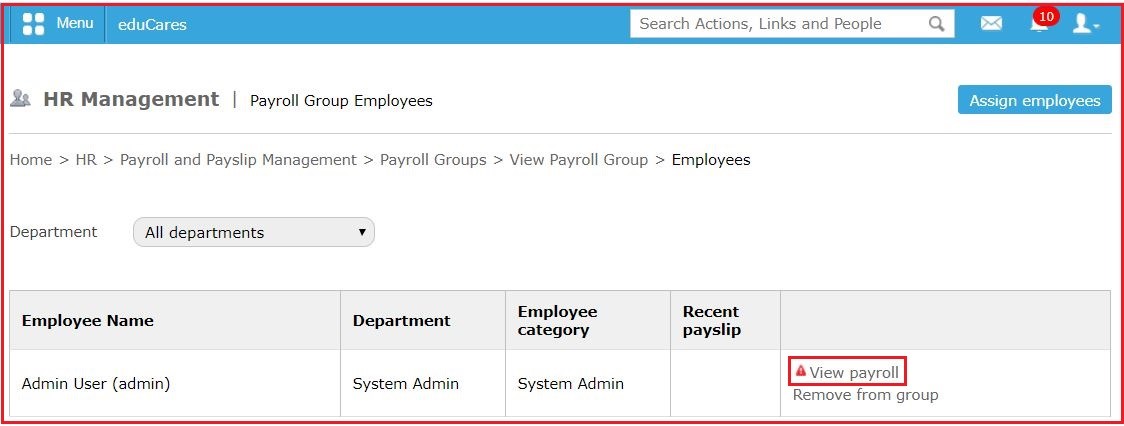 Menu eduCares Search Actions, Links and People 10
HR Management | Payroll Group Employees Assign employees
Home > HR > Payroll and Payslip Management > Payroll Groups > View Payroll Group > Employees
Department All departments
Employee Name Department Employee category Recent payslip
Admin User (admin) System Admin System Admin View payroll
Remove from group